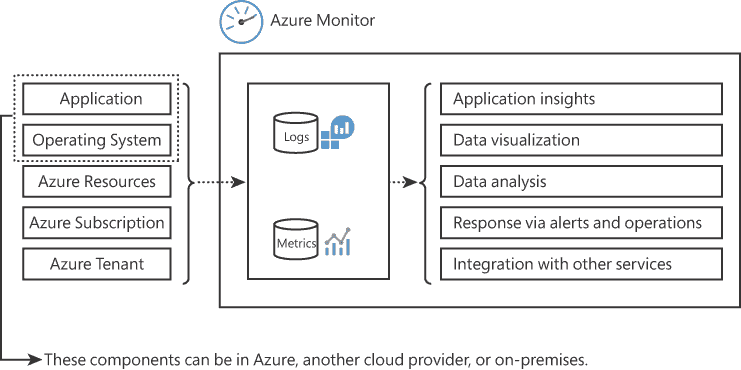 Azure Monitor
Application
Operating System
Azure Resources
Azure Subscription
Azure Tenant
Logs
Metrics
Application insights
Data visualization
Data analysis
Response via alerts and operations
Integration with other services
These components can be in Azure, another cloud provider, or on-premises.